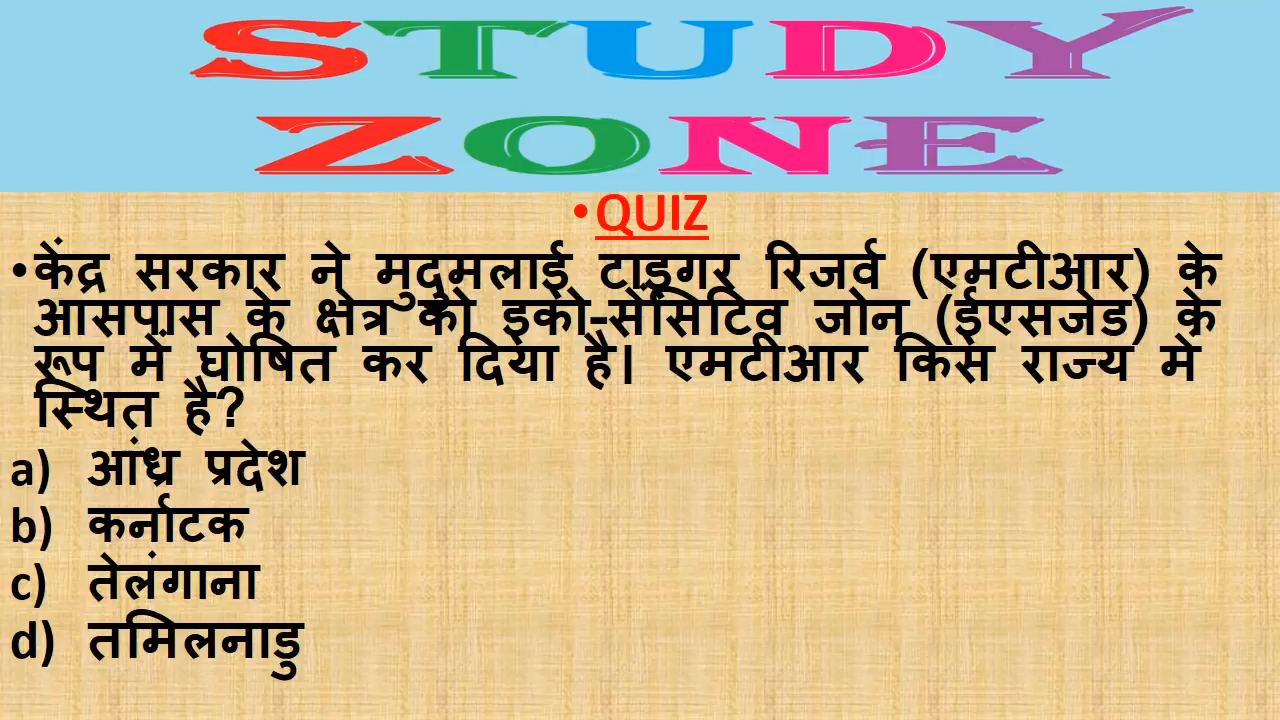 STUDY
ZONE
•QUIZ
•केंद्र सरकार ने मुदुमलाई टाइगर रिजर्व (एमटीआर) के
आसपास के क्षेत्र को इको-सेंसिटिव जोन (ईएसजेड) के
रूप में घोषित कर दिया है। एमटीआर किस राज्य में
स्थित है?
a) आंध्र प्रदेश
b) कर्नाटक
c) तेलंगाना
d) तमिलनाडु